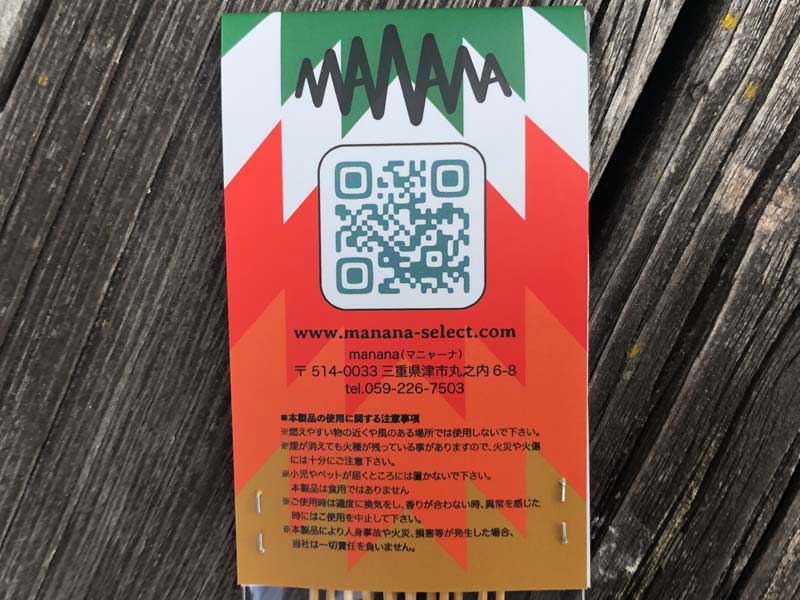 MANANA
www.manana-select.com
manana(マニャーナ)
〒514-0033 三重県津市丸之内 6-8
tel.059-226-7503
■本製品の使用に関する注意事項
※燃えやすい物の近くや風のある場所では使用しないで下さい。
※煙が消えても火種が残っている事がありますので、火災や火傷
には十分にご注意下さい。
※小児やペットが届くところには置かないで下さい。
本製品は食用ではありません
※ご使用時は適度に換気をし、香りが合わない時、異常を感じた
時にはご使用を中止して下さい。
※本製品により人身事故や火災、損害等が発生した場合、
当社は一切責任を負いません。